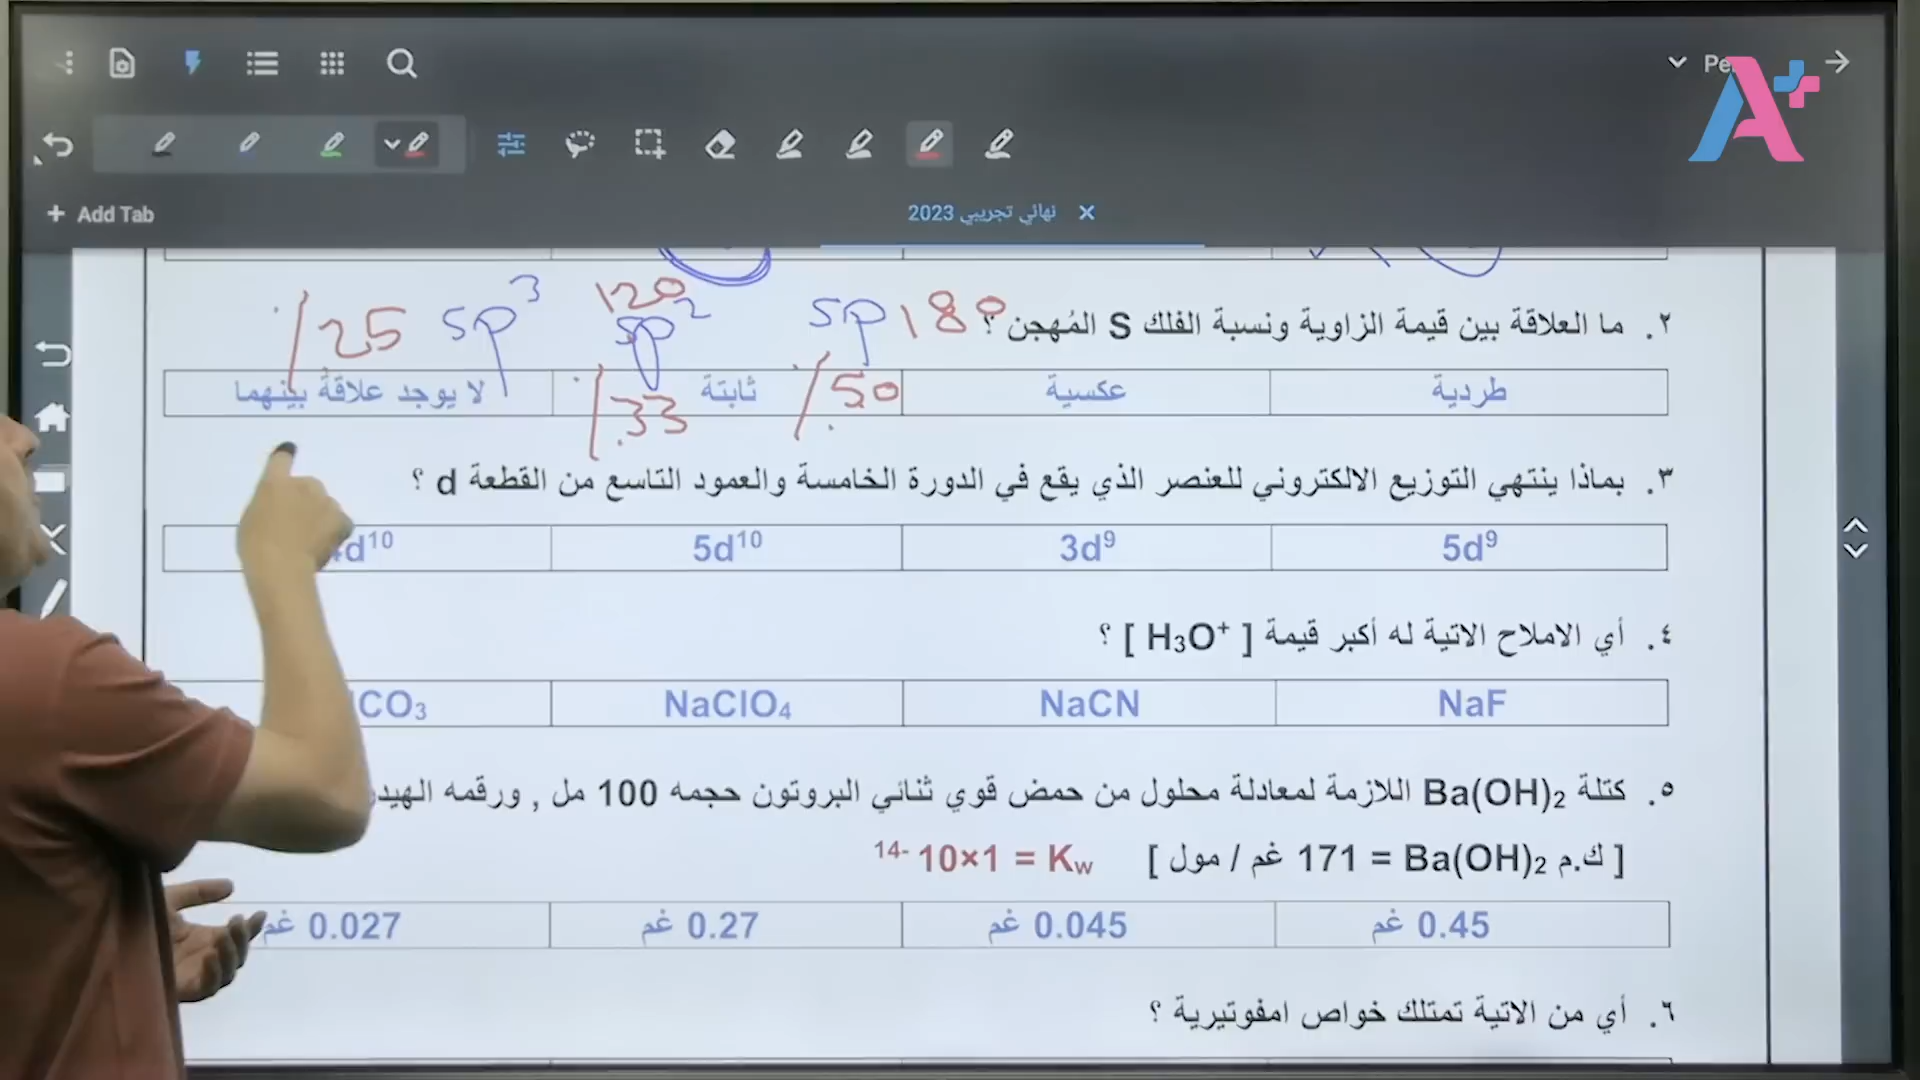 A+
+ Add Tab
نهائي تجريبي 2023 ×
٢. ما العلاقة بين قيمة الزاوية ونسبة الفلك S المُهجن ؟
180 sp 120 sp² sp³ 25%
طردية عكسية ثابتة لا يوجد علاقة بينهما
50% 33%
٣. بماذا ينتهي التوزيع الالكتروني للعنصر الذي يقع في الدورة الخامسة والعمود التاسع من القطعة d ؟
5d⁹ 3d⁹ 5d¹⁰ 4d¹⁰
٤. أي الاملاح الاتية له أكبر قيمة [ H₃O⁺ ] ؟
NaF NaCN NaClO₄ CO₃
٥. كتلة Ba(OH)₂ اللازمة لمعادلة محلول من حمض قوي ثنائي البروتون حجمه 100 مل , ورقمه
[ ك.م Ba(OH)₂ = 171 غم / مول ] Kw = 1×10⁻¹⁴
0.45 غم 0.045 غم 0.27 غم 0.027 غم
٦. أي من الاتية تمتلك خواص امفوتيرية ؟